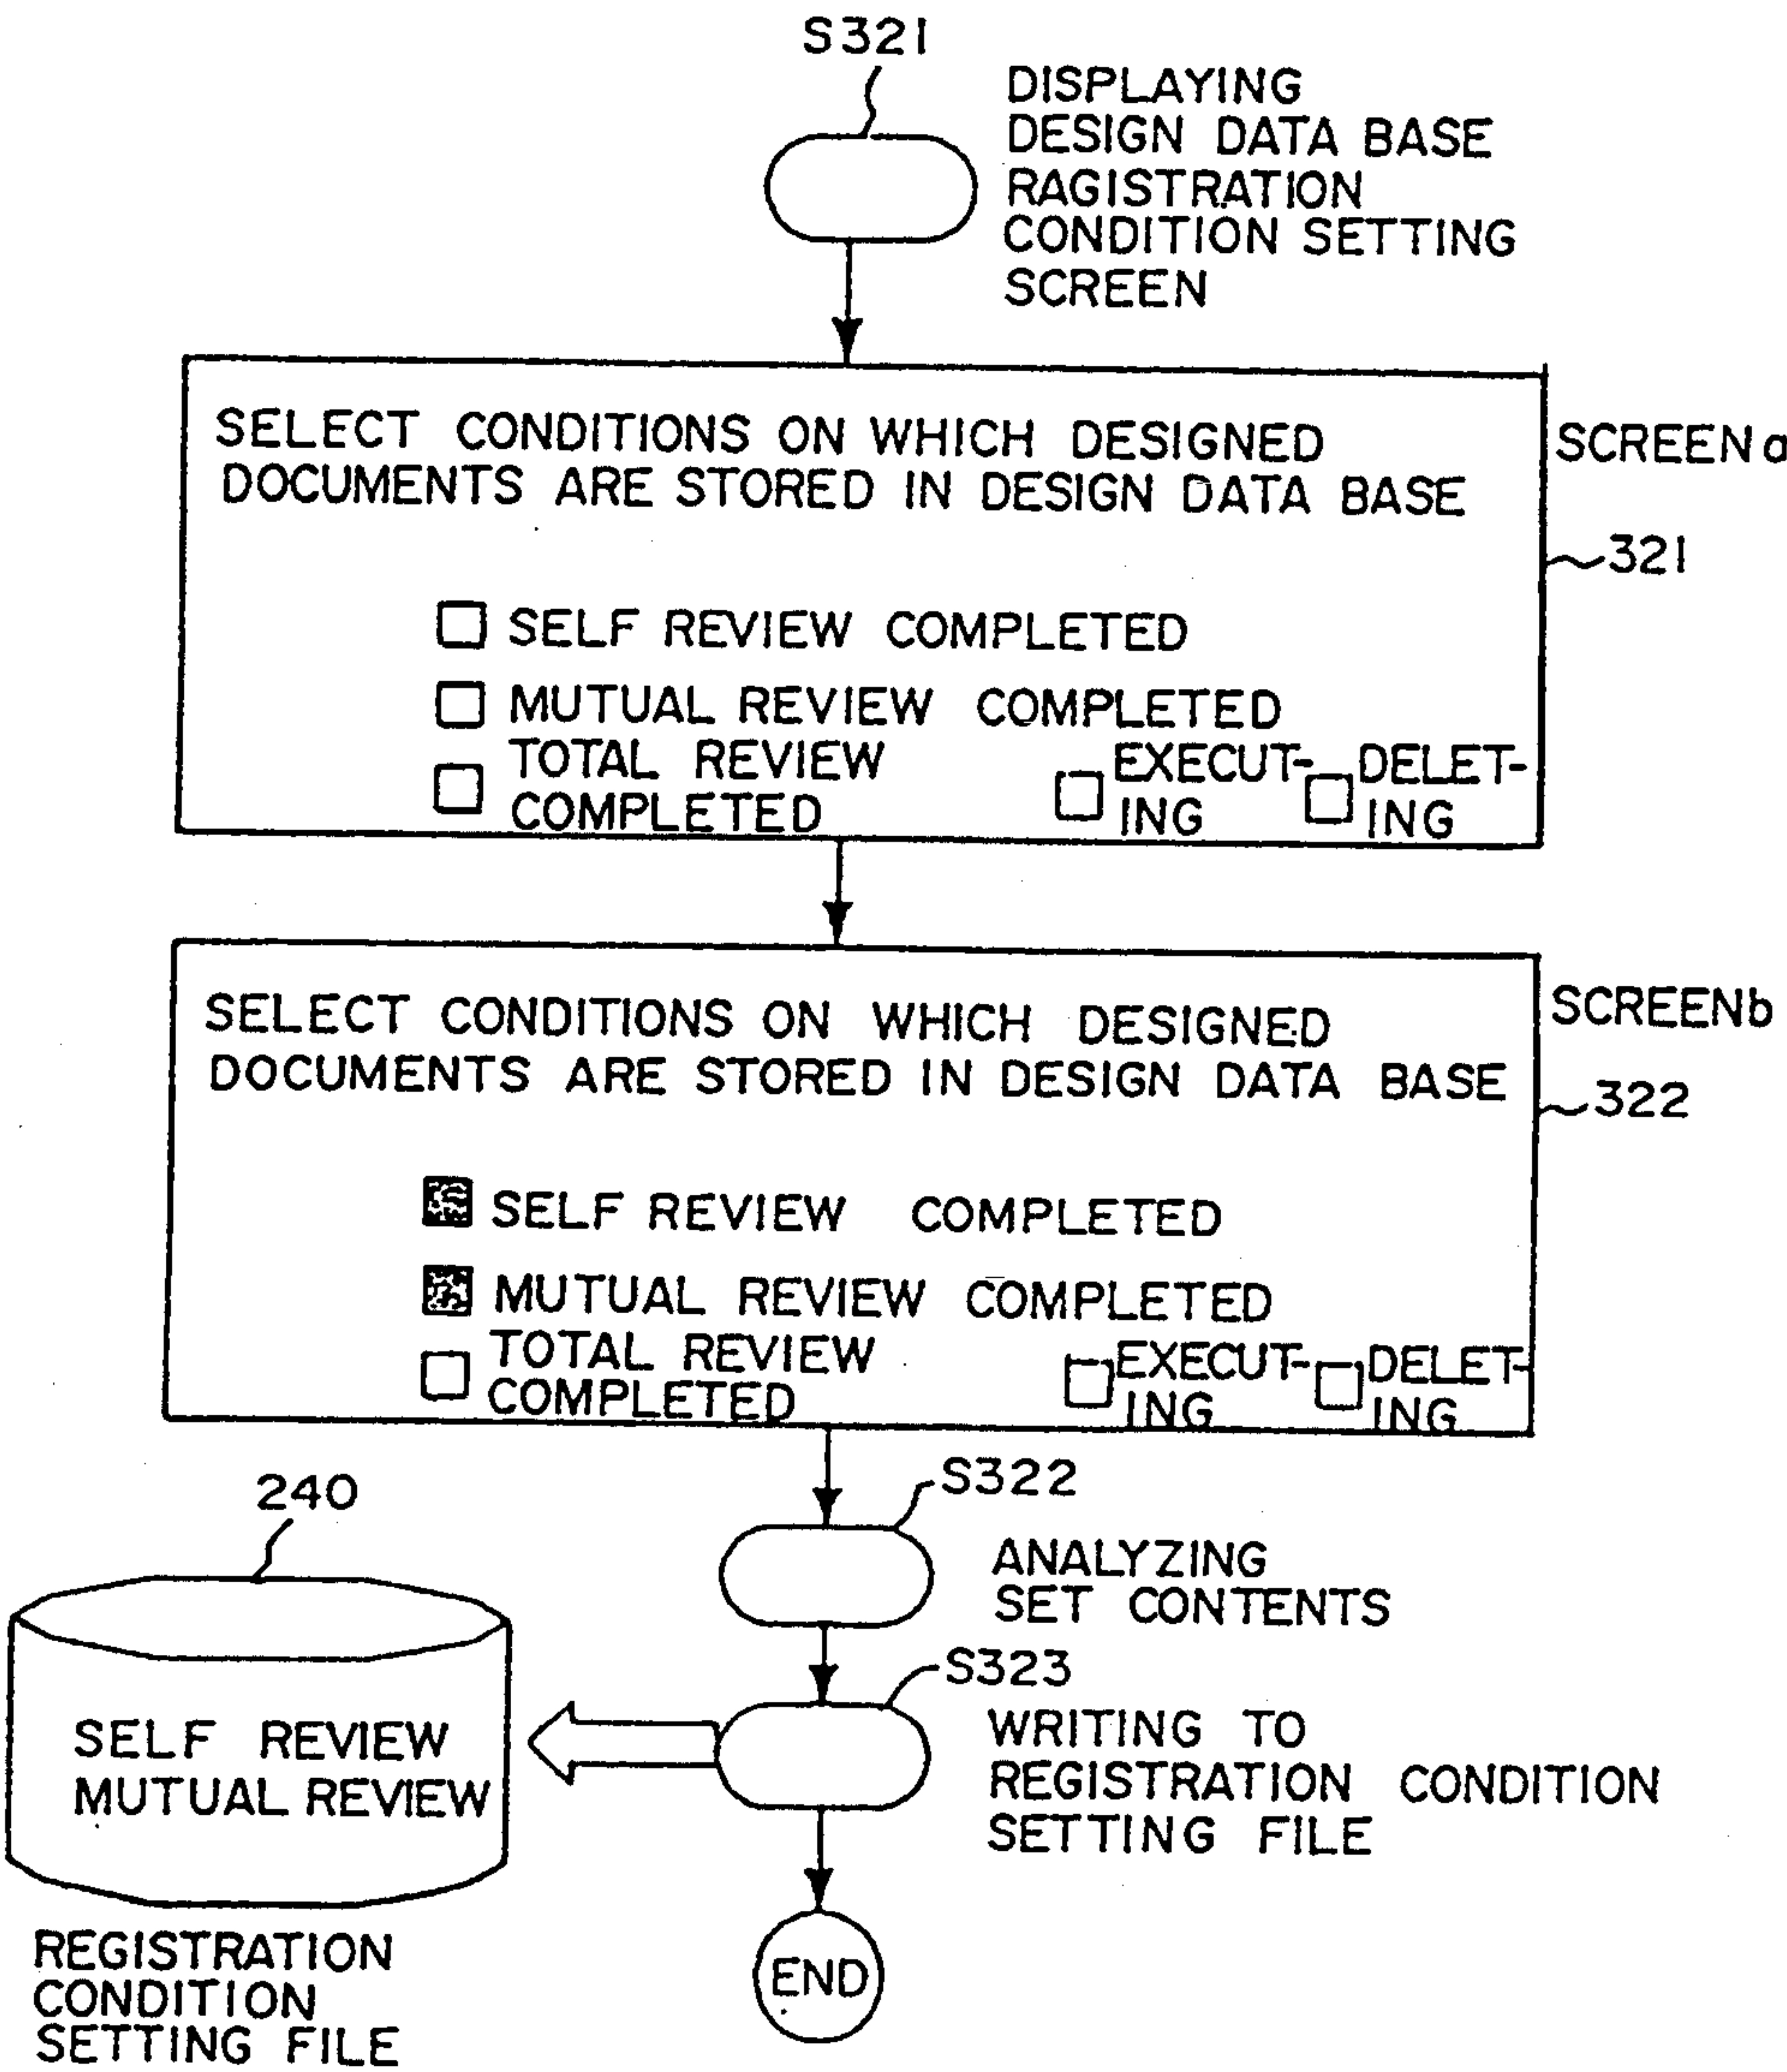 S321
DISPLAYING
DESIGN DATA BASE
RAGISTRATION
CONDITION SETTING
SCREEN
SELECT CONDITIONS ON WHICH DESIGNED
DOCUMENTS ARE STORED IN DESIGN DATA BASE
SCREENa
321
SELF REVIEW COMPLETED
MUTUAL REVIEW COMPLETED
TOTAL REVIEW
COMPLETED
EXECUT-
ING
DELET-
ING
SELECT CONDITIONS ON WHICH DESIGNED
DOCUMENTS ARE STORED IN DESIGN DATA BASE
SCREENb
322
SELF REVIEW COMPLETED
MUTUAL REVIEW COMPLETED
TOTAL REVIEW
COMPLETED
EXECUT-
ING
DELET-
ING
S322
ANALYZING
SET CONTENTS
240
SELF REVIEW
MUTUAL REVIEW
REGISTRATION
CONDITION
SETTING FILE
S323
WRITING TO
REGISTRATION CONDITION
SETTING FILE
END